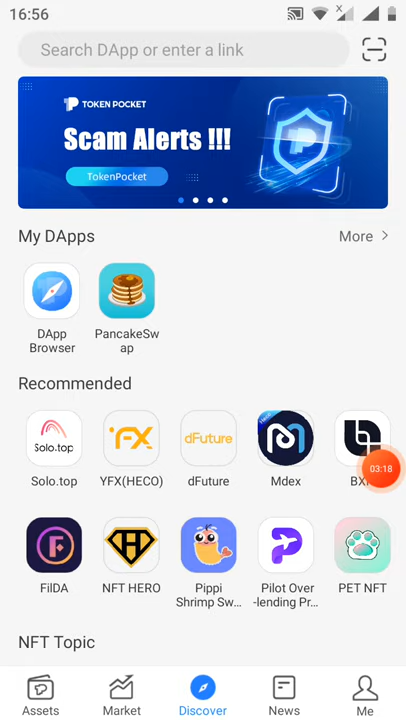 16:56
Search DApp or enter a link
TOKEN POCKET
Scam Alerts !!!
TokenPocket
My DApps
More
DApp
Browser
PancakeSw
ap
Recommended
Solo.top
YFX
dFuture
Solo.top
YFX(HECO)
dFuture
Mdex
03:18
FilDA
NFT HERO
Pippi
Shrimp Sw...
Pilot Over
-lending Pr...
PET NFT
NFT Topic
Assets
Market
Discover
News
Me